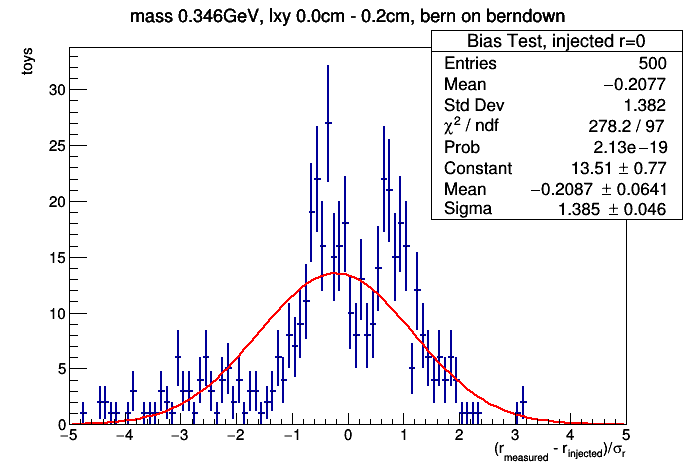 mass 0.346GeV, lxy 0.0cm - 0.2cm, bern on berndown
Bias Test, injected r=0
Entries 500
Mean −0.2077
Std Dev 1.382
χ² / ndf 278.2 / 97
Prob 2.13e−19
Constant 13.51 ± 0.77
Mean −0.2087 ± 0.0641
Sigma 1.385 ± 0.046
toys
30
25
20
15
10
5
0
−5 −4 −3 −2 −1 0 1 2 3 4 5
(r_measured - r_injected)/σ_r